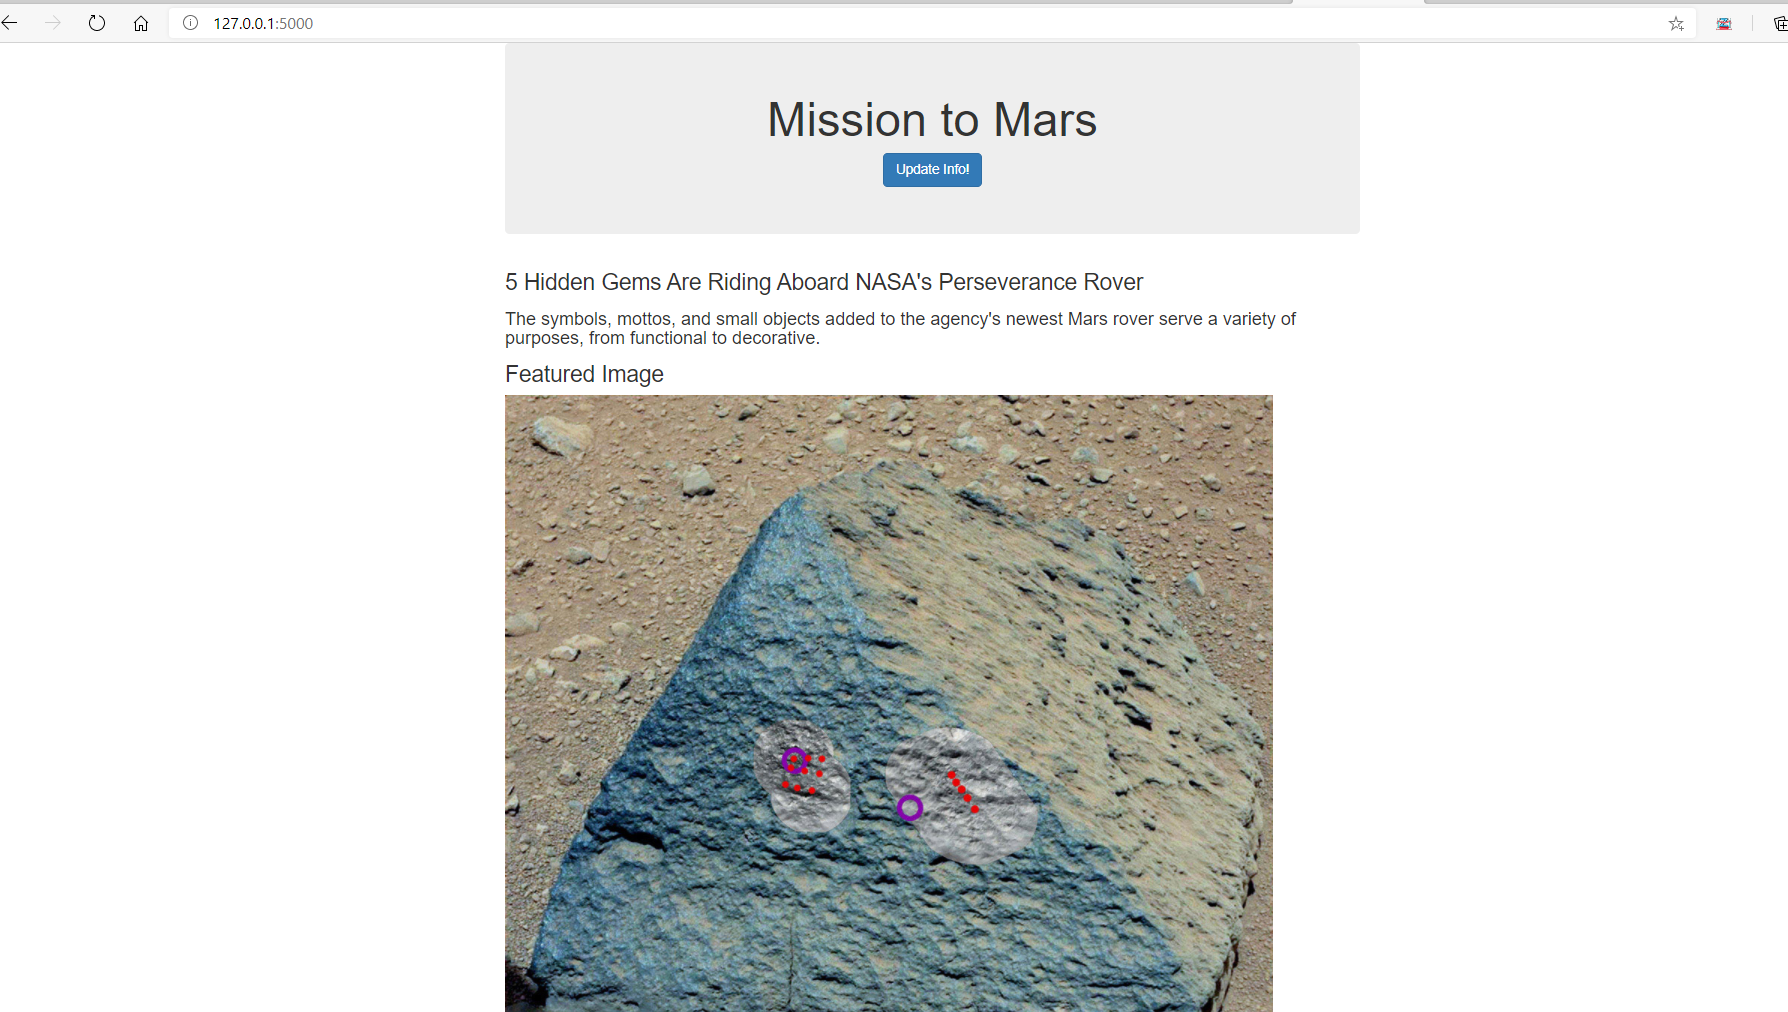 127.0.0.1:5000
Mission to Mars
Update Info!
5 Hidden Gems Are Riding Aboard NASA's Perseverance Rover
The symbols, mottos, and small objects added to the agency's newest Mars rover serve a variety of
purposes, from functional to decorative.
Featured Image